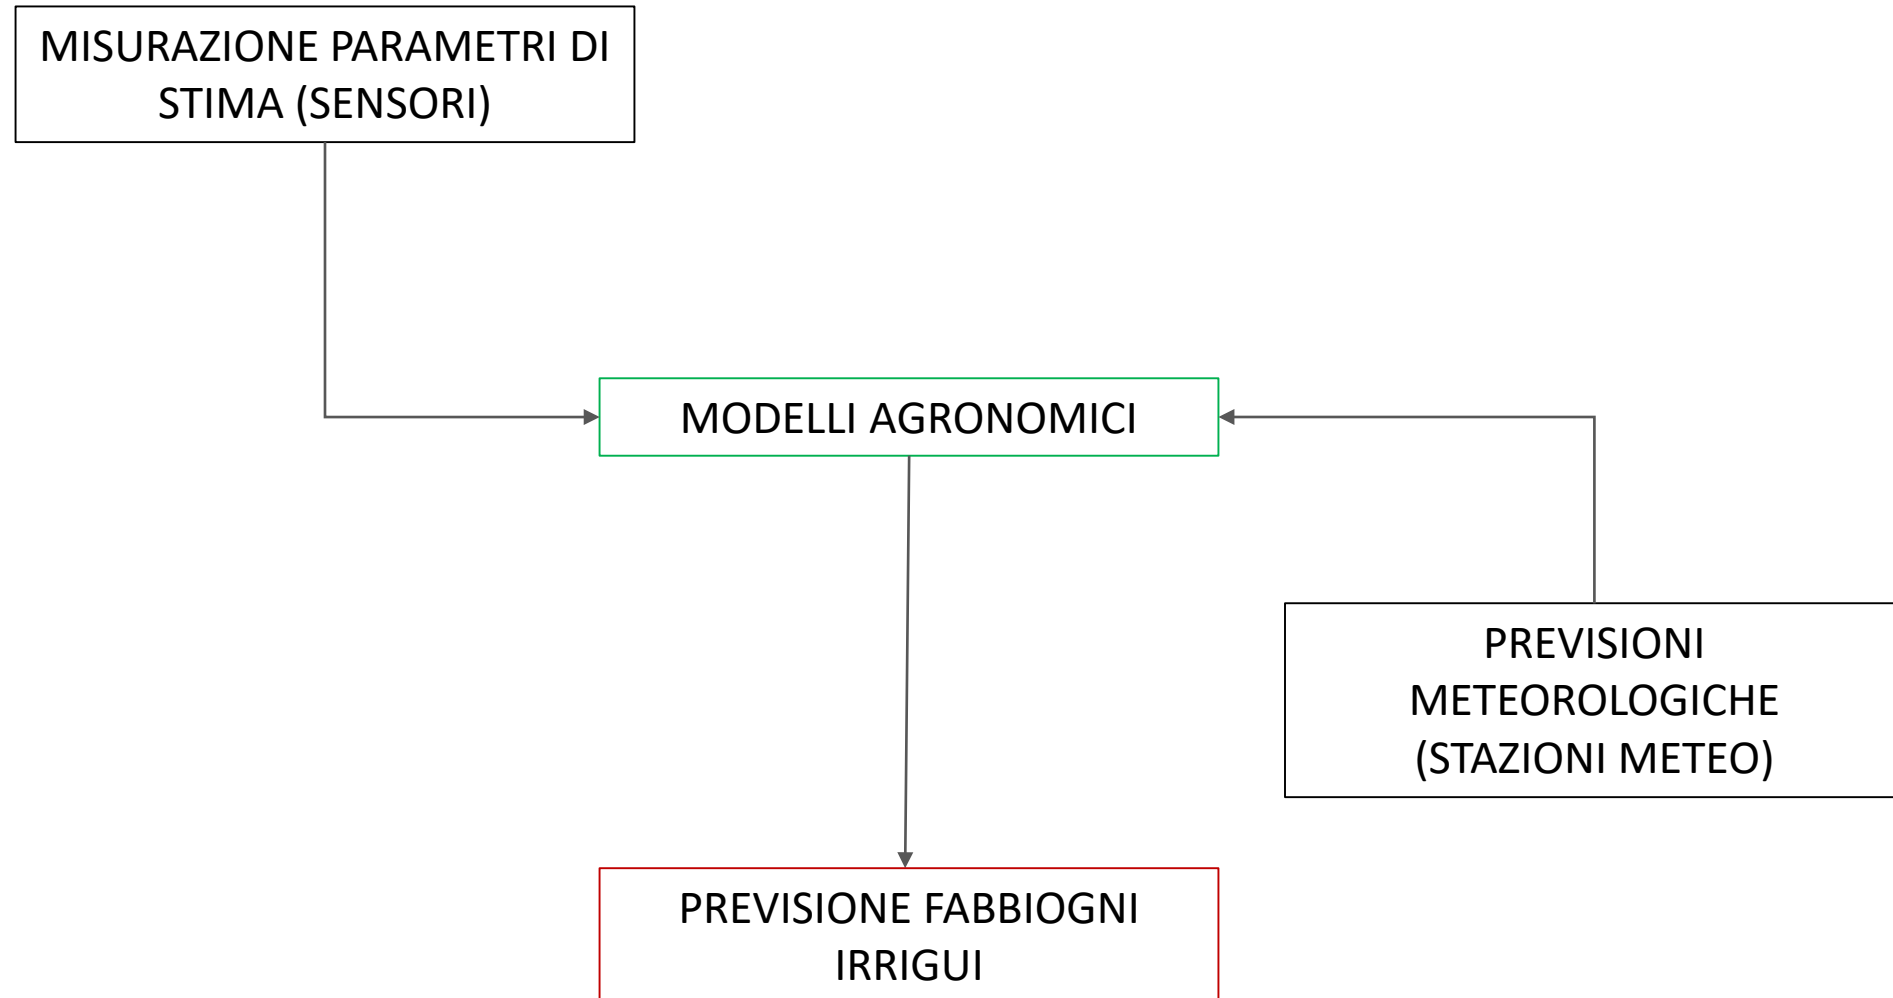 MISURAZIONE PARAMETRI DI
STIMA (SENSORI)
MODELLI AGRONOMICI
PREVISIONI
METEOROLOGICHE
(STAZIONI METEO)
PREVISIONE FABBIOGNI
IRRIGUI